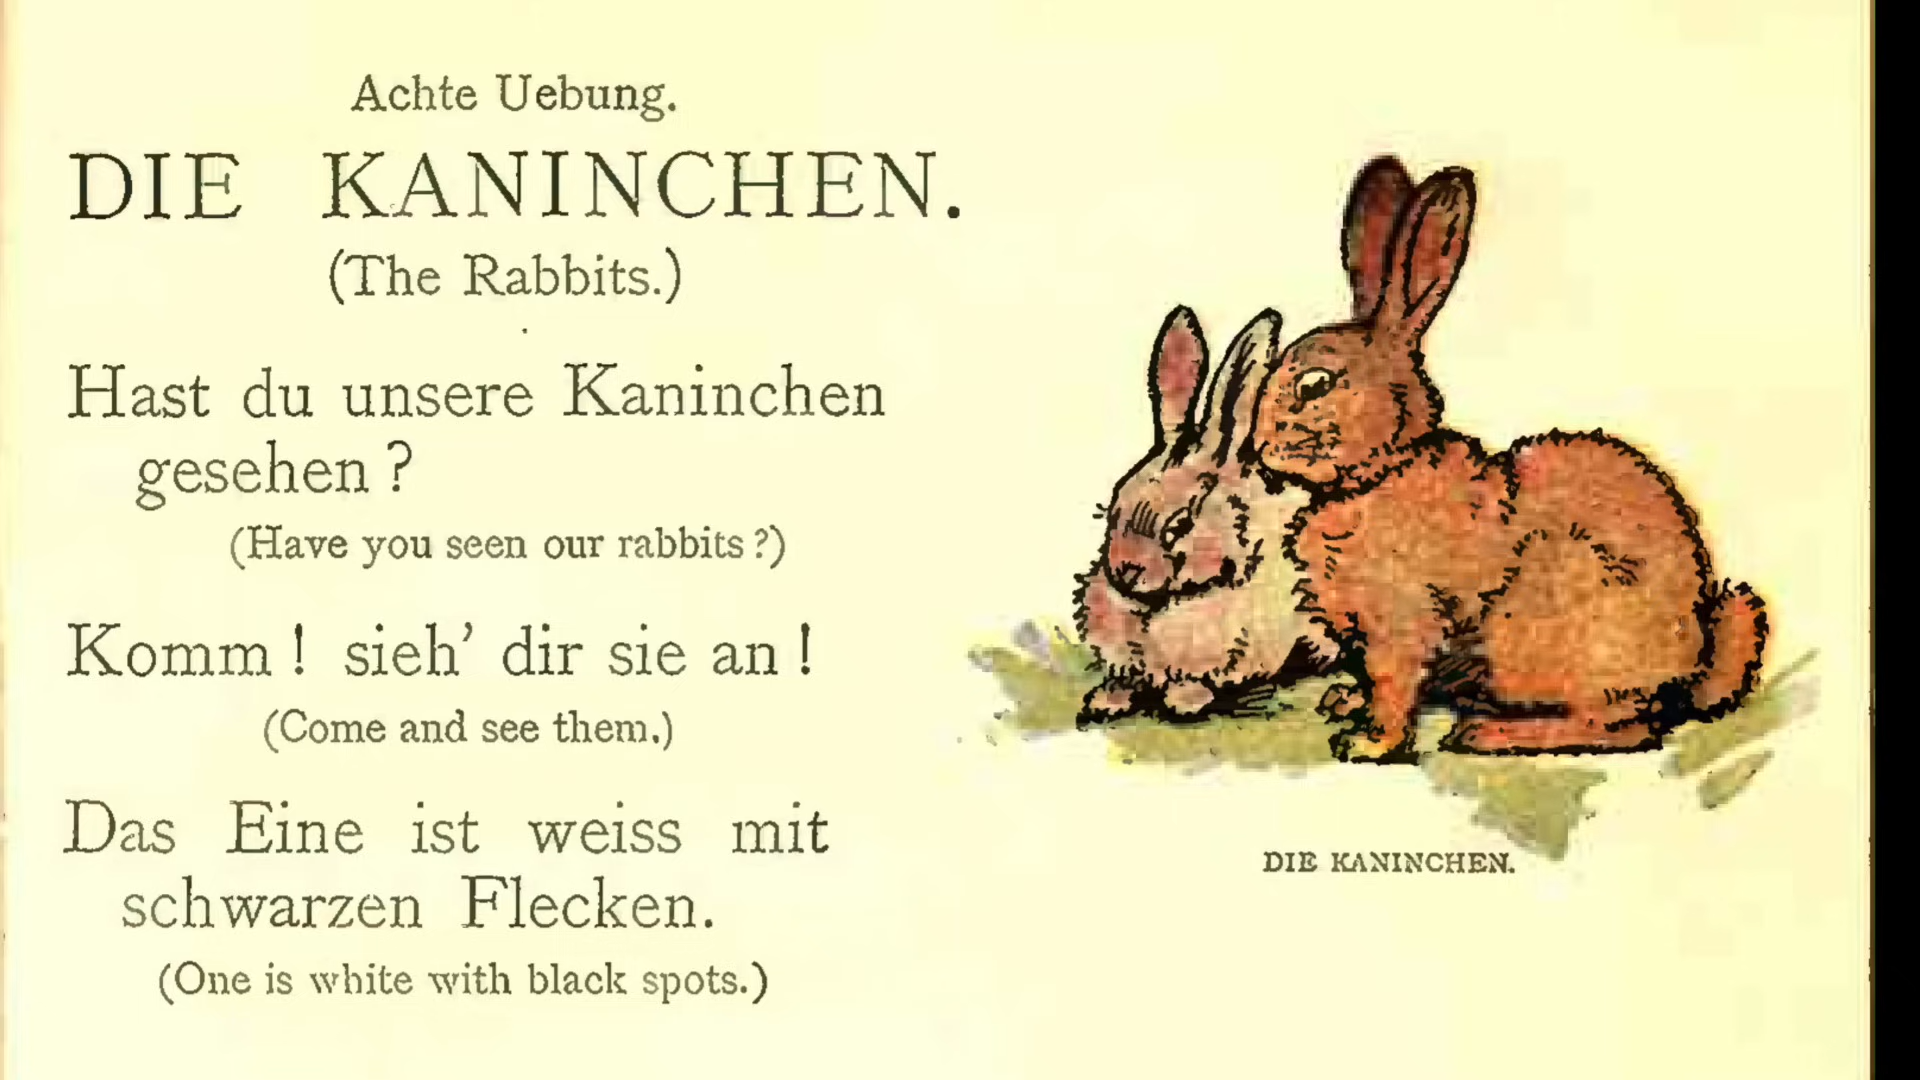 Achte Uebung.
DIE KANINCHEN.
(The Rabbits.)
Hast du unsere Kaninchen
gesehen ?
(Have you seen our rabbits ?)
Komm ! sieh' dir sie an !
(Come and see them.)
Das Eine ist weiss mit
schwarzen Flecken.
(One is white with black spots.)
DIE KANINCHEN.